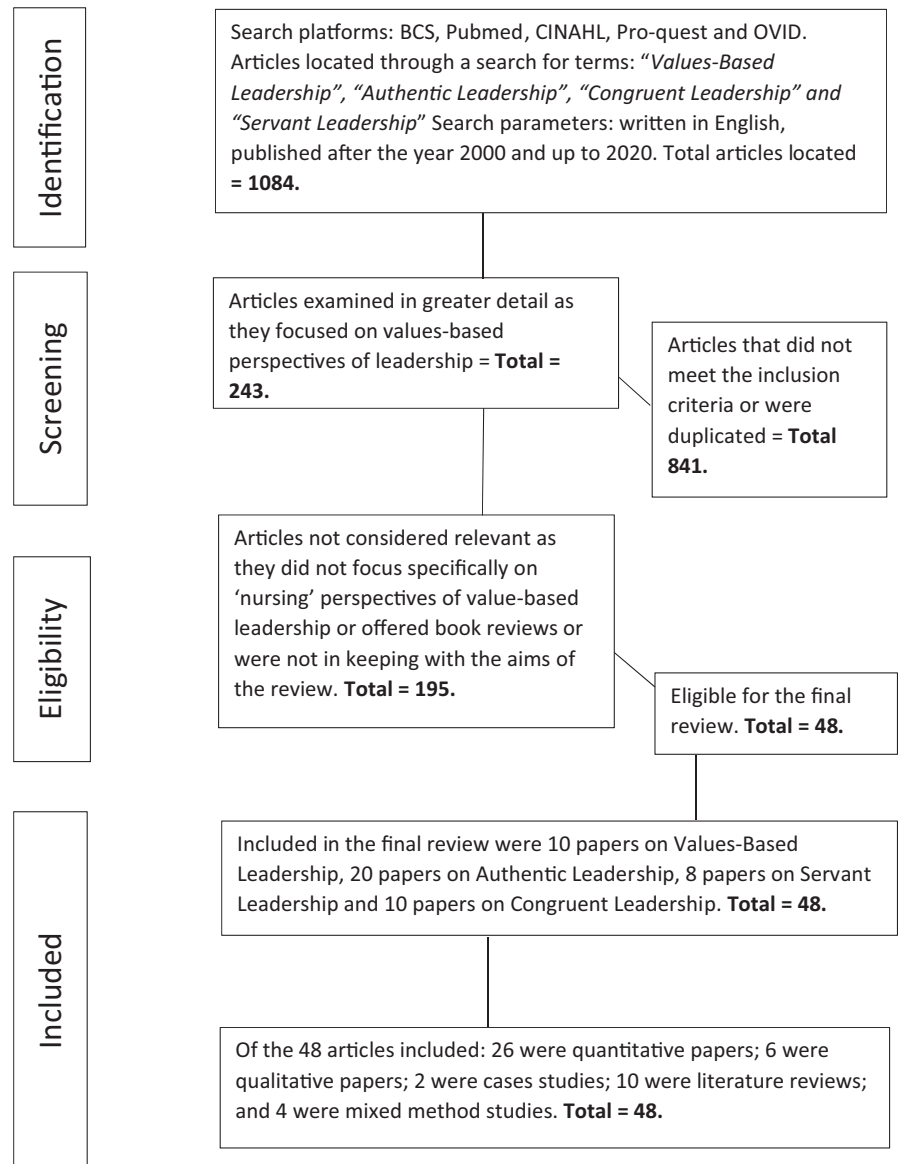 Identification
Search platforms: BCS, Pubmed, CINAHL, Pro-quest and OVID.
Articles located through a search for terms: “Values-Based
Leadership”, “Authentic Leadership”, “Congruent Leadership” and
“Servant Leadership” Search parameters: written in English,
published after the year 2000 and up to 2020. Total articles located
= 1084.
Screening
Articles examined in greater detail as
they focused on values-based
perspectives of leadership = Total =
243.
Articles that did not
meet the inclusion
criteria or were
duplicated = Total
841.
Eligibility
Articles not considered relevant as
they did not focus specifically on
‘nursing’ perspectives of value-based
leadership or offered book reviews or
were not in keeping with the aims of
the review. Total = 195.
Eligible for the final
review. Total = 48.
Included
Included in the final review were 10 papers on Values-Based
Leadership, 20 papers on Authentic Leadership, 8 papers on Servant
Leadership and 10 papers on Congruent Leadership. Total = 48.
Of the 48 articles included: 26 were quantitative papers; 6 were
qualitative papers; 2 were cases studies; 10 were literature reviews;
and 4 were mixed method studies. Total = 48.